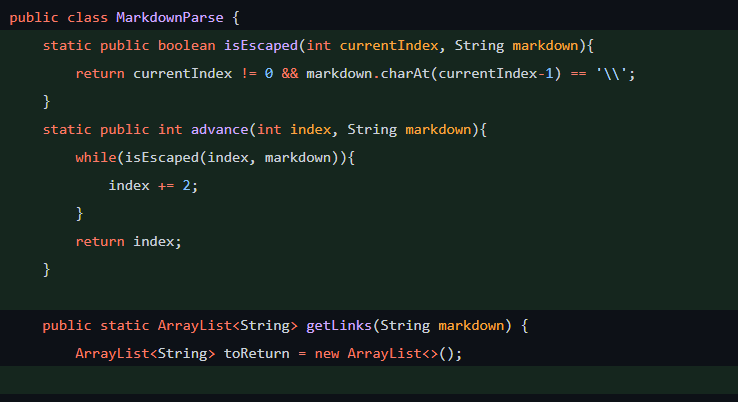 public class MarkdownParse {
    static public boolean isEscaped(int currentIndex, String markdown){
        return currentIndex != 0 && markdown.charAt(currentIndex-1) == '\\';
    }
    static public int advance(int index, String markdown){
        while(isEscaped(index, markdown)){
            index += 2;
        }
        return index;
    }
    public static ArrayList<String> getLinks(String markdown) {
        ArrayList<String> toReturn = new ArrayList<>();